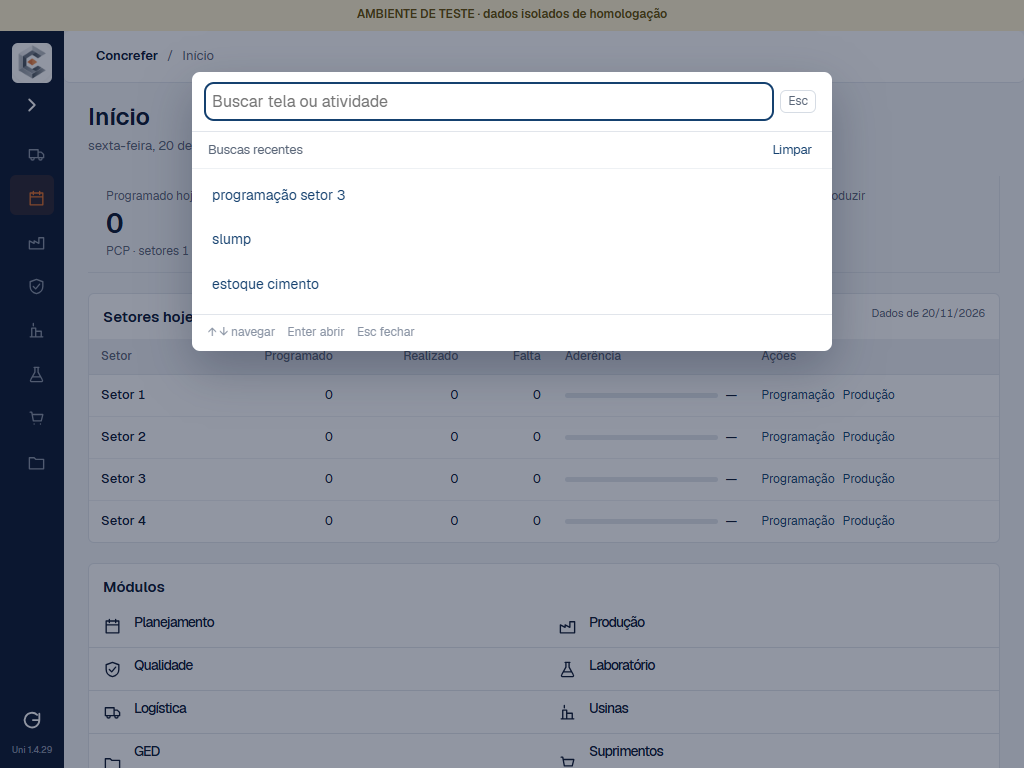 AMBIENTE DE TESTE · dados isolados de homologação
Concrefer / Início
Início
sexta-feira, 20 de
Buscar tela ou atividade
Esc
Buscas recentes
Limpar
programação setor 3
slump
estoque cimento
↑↓ navegar Enter abrir Esc fechar
Programado
0
PCP · setores 1
Setores hoje
Dados de 20/11/2026
Setor Programado Realizado Falta Aderência Ações
Setor 1 0 0 0 — Programação Produção
Setor 2 0 0 0 — Programação Produção
Setor 3 0 0 0 — Programação Produção
Setor 4 0 0 0 — Programação Produção
Módulos
Planejamento
Produção
Qualidade
Laboratório
Logística
Usinas
GED
Suprimentos
Uni 1.4.29